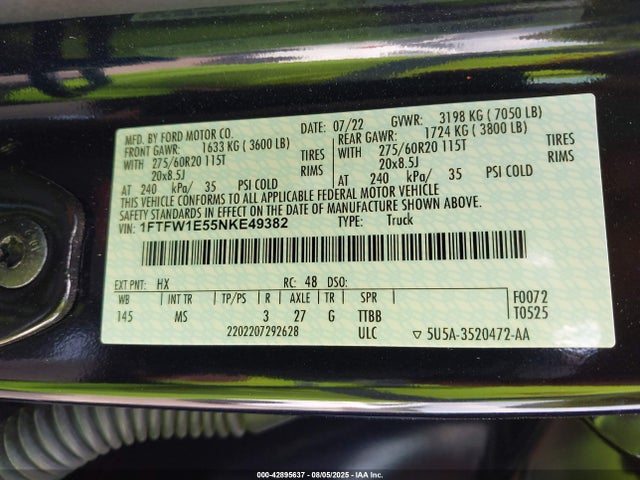 MFD. BY FORD MOTOR CO. DATE: 07/22 GVWR: 3198 KG ( 7050 LB)
FRONT GAWR: 1633 KG ( 3600 LB) REAR GAWR: 1724 KG ( 3800 LB)
WITH 275/60R20 115T TIRES WITH 275/60R20 115T TIRES
20x8.5J RIMS 20x8.5J RIMS
AT 240 kPa/ 35 PSI COLD AT 240 kPa/ 35 PSI COLD
THIS VEHICLE CONFORMS TO ALL APPLICABLE FEDERAL MOTOR VEHICLE
SAFETY STANDARDS IN EFFECT ON THE DATE OF MANUFACTURE SHOWN ABOVE.
VIN: 1FTFW1E55NKE49382 TYPE: Truck
EXT PNT: HX RC: 48 DSO:
WB INT TR TP/PS R AXLE TR SPR F0072
145 MS 3 27 G TTBB T0525
2202207292628 ULC ▽ 5U5A-3520472-AA
000-42895637 - 08/05/2025 - IAA Inc.